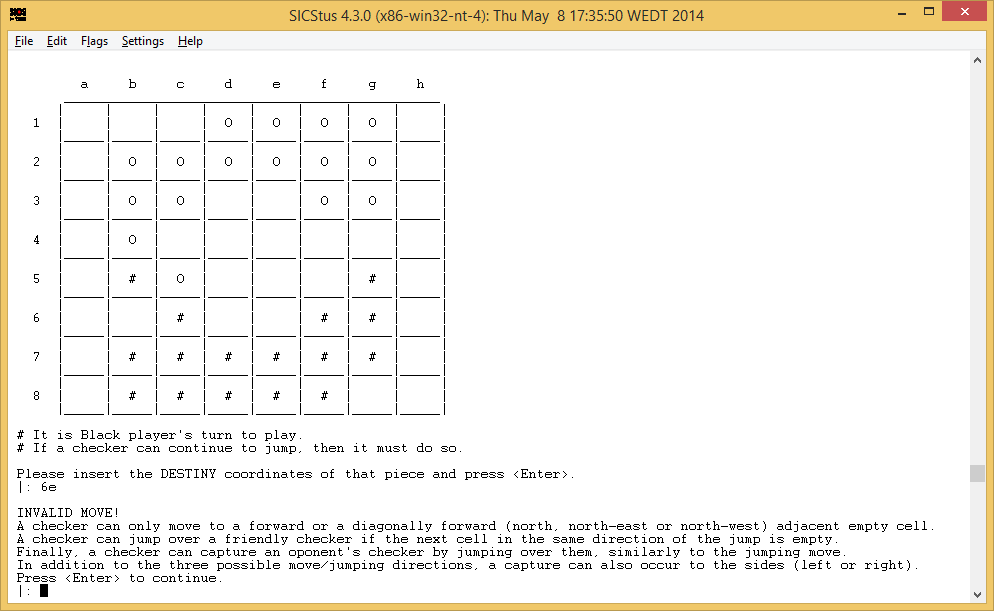 SICStus 4.3.0 (x86-win32-nt-4): Thu May  8 17:35:50 WEDT 2014
File Edit Flags Settings Help
a b c d e f g h
1 O O O O
2 O O O O O O
3 O O O O
4 O
5 # O #
6 # # #
7 # # # # # #
8 # # # # #
# It is Black player's turn to play.
# If a checker can continue to jump, then it must do so.
Please insert the DESTINY coordinates of that piece and press <Enter>.
|: 6e
INVALID MOVE!
A checker can only move to a forward or a diagonally forward (north, north-east or north-west) adjacent empty cell.
A checker can jump over a friendly checker if the next cell in the same direction of the jump is empty.
Finally, a checker can capture an oponent's checker by jumping over them, similarly to the jumping move.
In addition to the three possible move/jumping directions, a capture can also occur to the sides (left or right).
Press <Enter> to continue.
|: